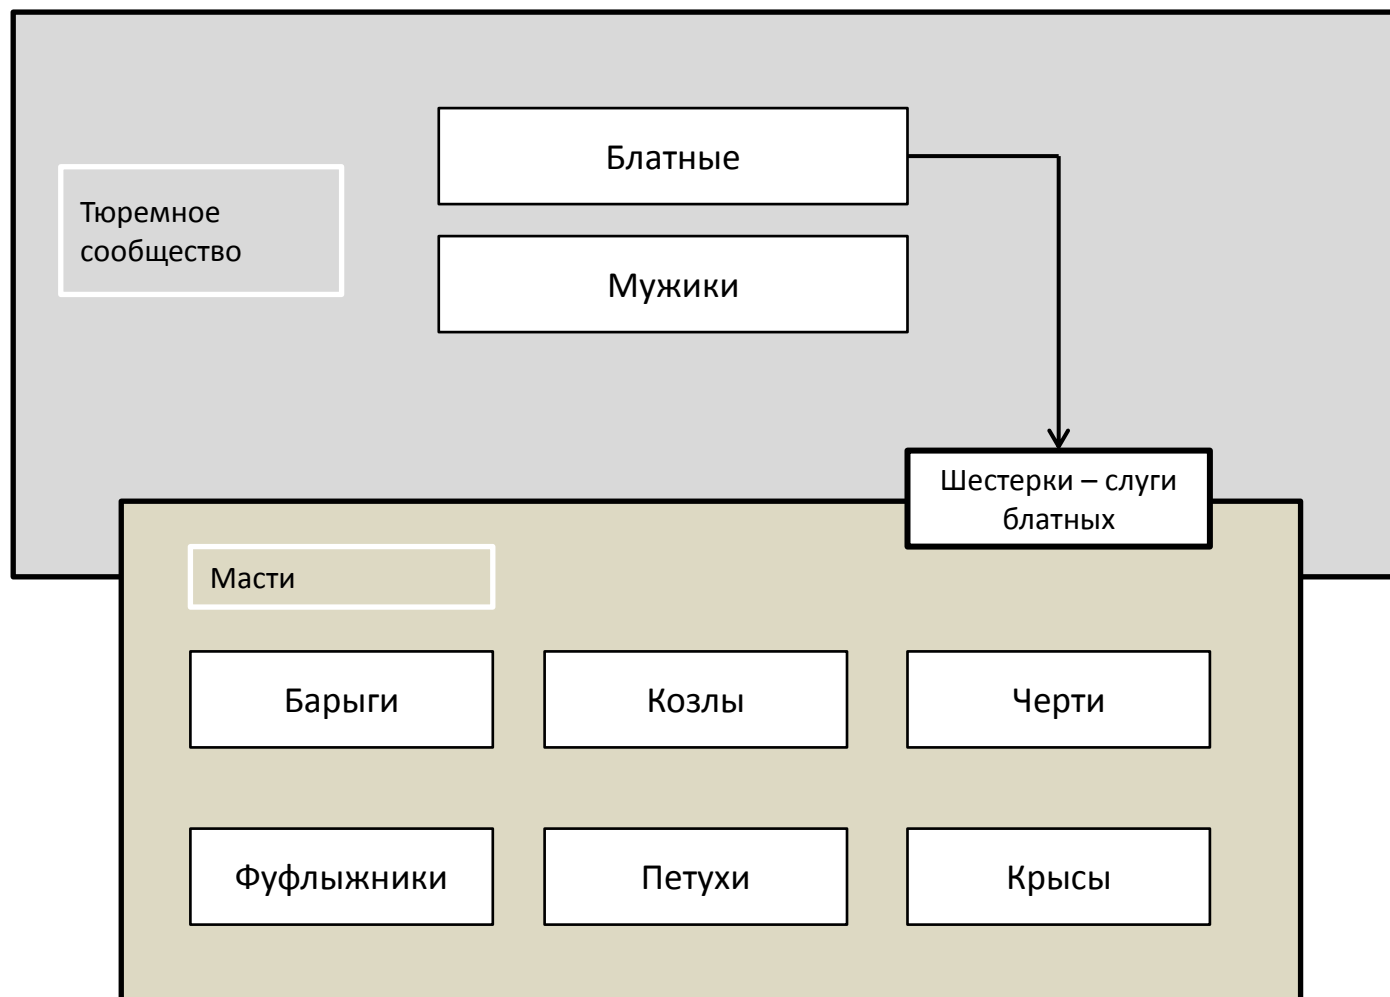 Блатные
Тюремное
сообщество
Мужики
Шестерки – слуги
блатных
Масти
Барыги
Козлы
Черти
Фуфлыжники
Петухи
Крысы